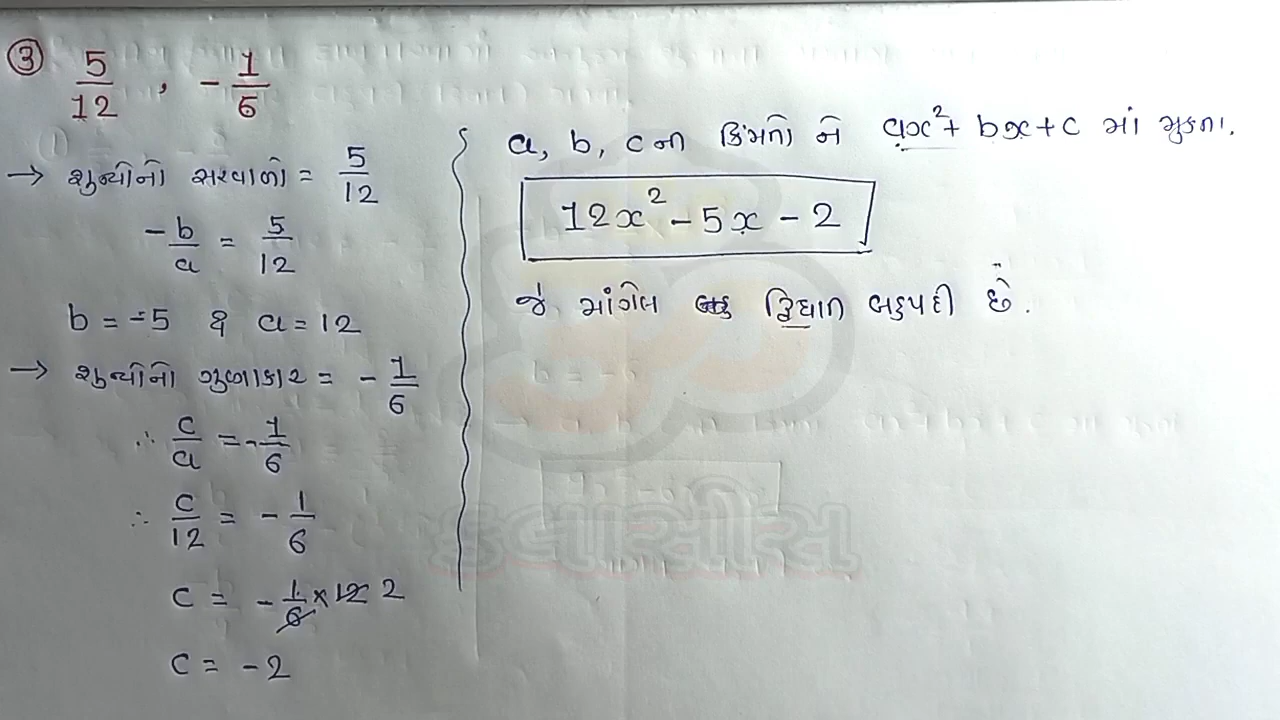 ③ 5/12 , - 1/6
→ શૂન્યોનો સરવાળો = 5/12
-b/a = 5/12
b = -5 & a = 12
→ શૂન્યોનો ગુણાકાર = - 1/6
∴ c/a = - 1/6
∴ c/12 = - 1/6
c = - 1/6 × 12 2
c = -2
a, b, c ની કિંમતો ને ax² + bx + c માં મુકતા.
12x² - 5x - 2
જે માંગેલ દ્વિઘાત બહુપદી છે.
ક્લાસીસ